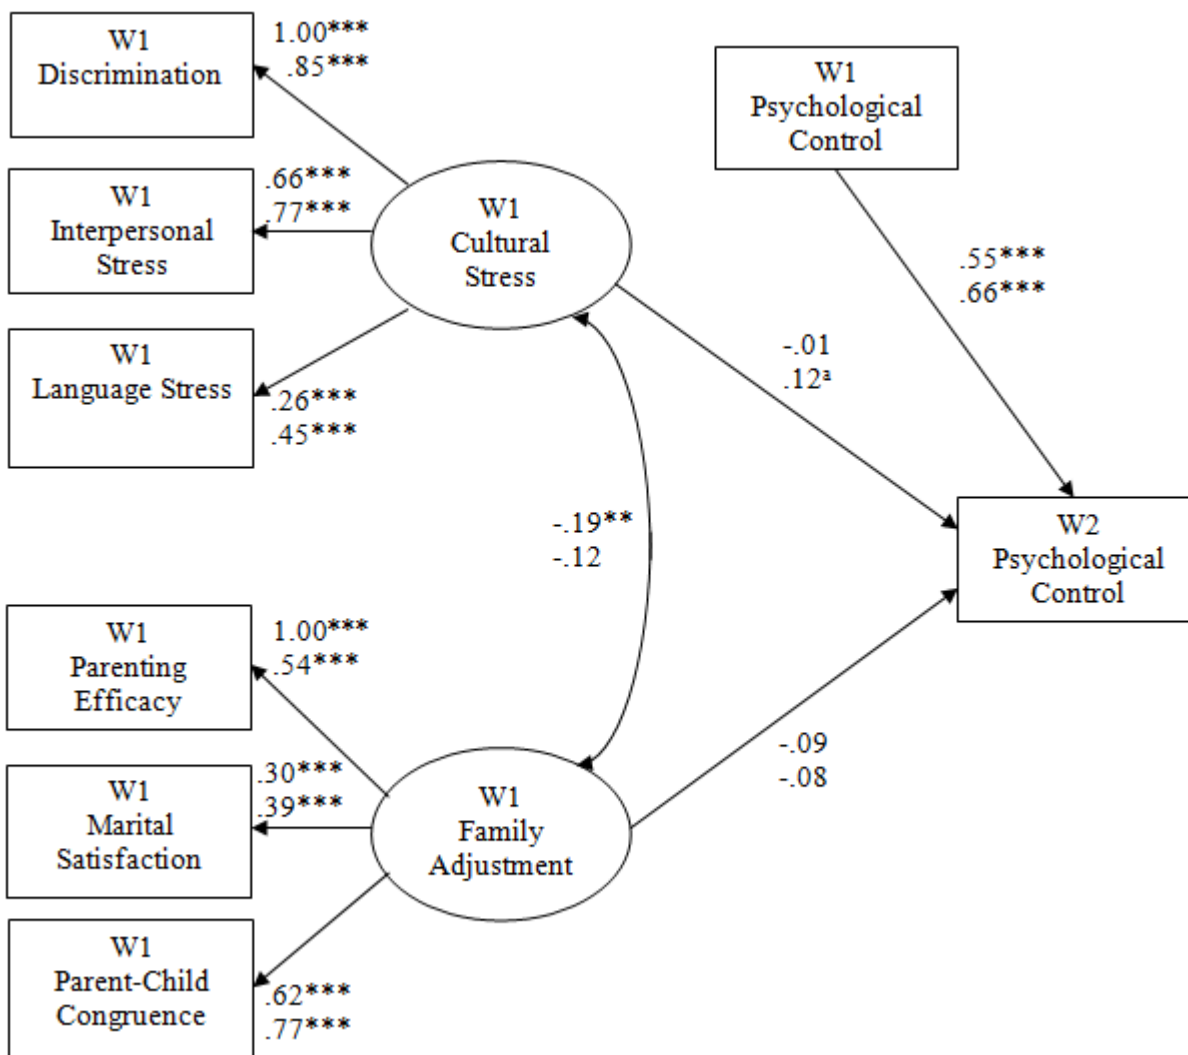 W1
Discrimination
1.00***
.85***
W1
Interpersonal
Stress
.66***
.77***
W1
Language Stress
.26***
.45***
W1
Cultural
Stress
W1
Psychological
Control
.55***
.66***
-.01
.12ª
-.19**
-.12
W2
Psychological
Control
W1
Parenting
Efficacy
1.00***
.54***
W1
Marital
Satisfaction
.30***
.39***
W1
Parent-Child
Congruence
.62***
.77***
W1
Family
Adjustment
-.09
-.08